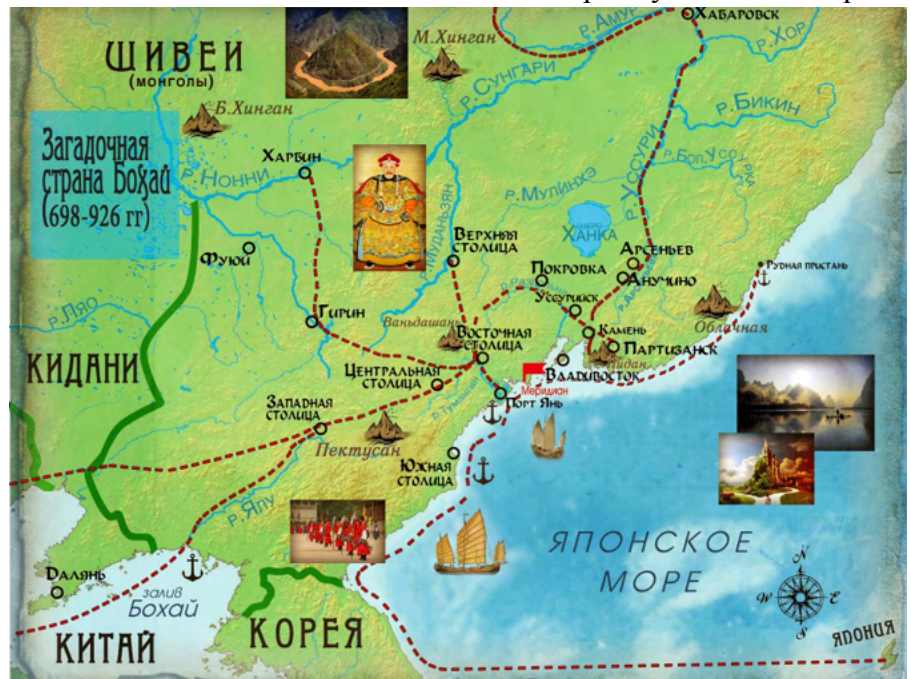 ШИВЕИ
(монголы)
М.Хинган
р.Амур
Хабаровск
р.Хор
р.Сунгари
Б.Хинган
р.Бикин
Загадочная
страна Бохай
(698-926 гг)
Харбин
р.Нонни
р.Уссури
р.Бол.Уссурка
р.Мулинхэ
Ханка
р.Муданьзян
Верхняя
столица
Фуюй
Покровка
Арсеньев
Анучино
Рудная пристань
Уссурийск
р.Ляо
Гирин
Ваньдашань
Камень
Облачная
Восточная
столица
Партизанск
КИДАНИ
Центральная
столица
Владивосток
Меридиан
Порт Янь
Западная
столица
Пектусан
Южная
столица
р.Ялу
ЯПОНСКОЕ
МОРЕ
N
W
E
S
Далянь
залив
Бохай
КИТАЙ
КОРЕЯ
ЯПОНИЯ